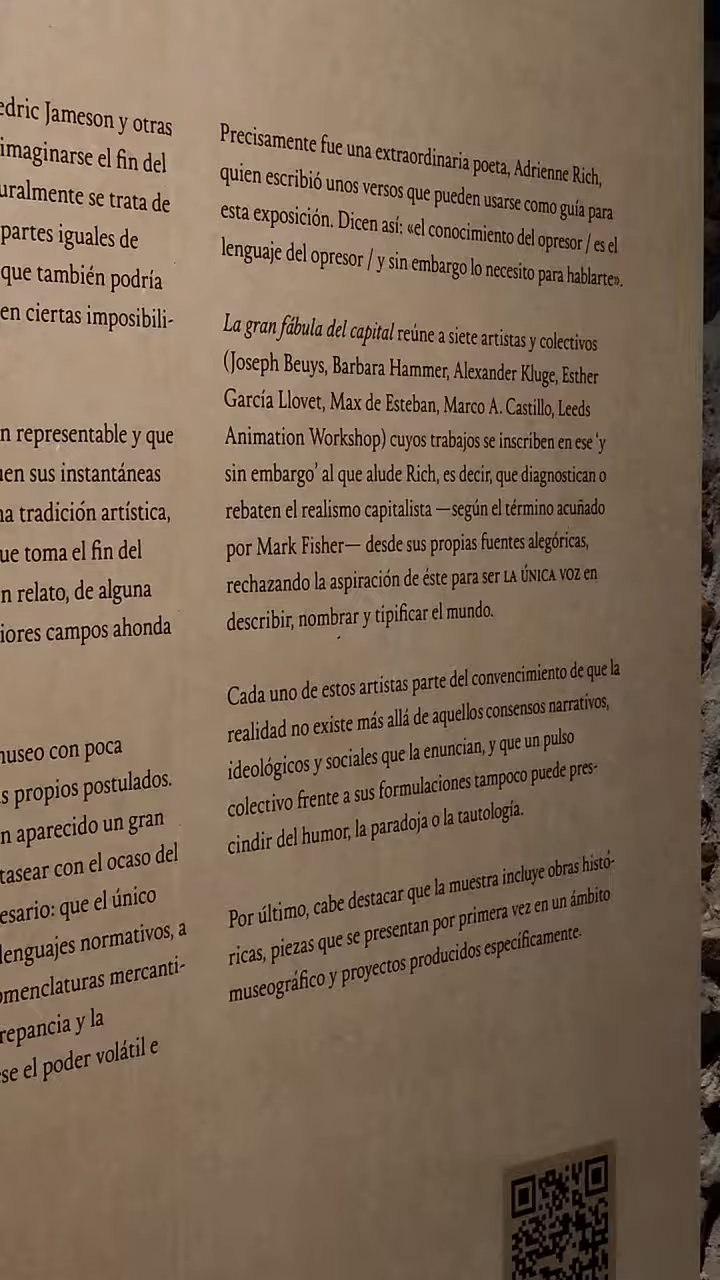 Jameson y otras
imaginarse el fin del
se trata de
partes iguales de
que también podría
en ciertas imposibili-
representable y que
sus instantáneas
tradición artística,
toma el fin del
relato, de alguna
campos ahonda
con poca
propios postulados.
aparecido un gran
con el ocaso del
que el único
lenguajes normativos, a
mercanti-
y la
el poder volátil e
Precisamente fue una extraordinaria poeta, Adrienne Rich,
quien escribió unos versos que pueden usarse como guía para
esta exposición. Dicen así: «el conocimiento del opresor / es el
lenguaje del opresor / y sin embargo lo necesito para hablarte».
La gran fábula del capital reúne a siete artistas y colectivos
(Joseph Beuys, Barbara Hammer, Alexander Kluge, Esther
García Llovet, Max de Esteban, Marco A. Castillo, Leeds
Animation Workshop) cuyos trabajos se inscriben en ese ‘y
sin embargo’ al que alude Rich, es decir, que diagnostican o
rebaten el realismo capitalista —según el término acuñado
por Mark Fisher— desde sus propias fuentes alegóricas,
rechazando la aspiración de éste para ser LA ÚNICA VOZ en
describir, nombrar y tipificar el mundo.
Cada uno de estos artistas parte del convencimiento de que la
realidad no existe más allá de aquellos consensos narrativos,
ideológicos y sociales que la enuncian, y que un pulso
colectivo frente a sus formulaciones tampoco puede pres-
cindir del humor, la paradoja o la tautología.
Por último, cabe destacar que la muestra incluye obras histó-
ricas, piezas que se presentan por primera vez en un ámbito
museográfico y proyectos producidos específicamente.